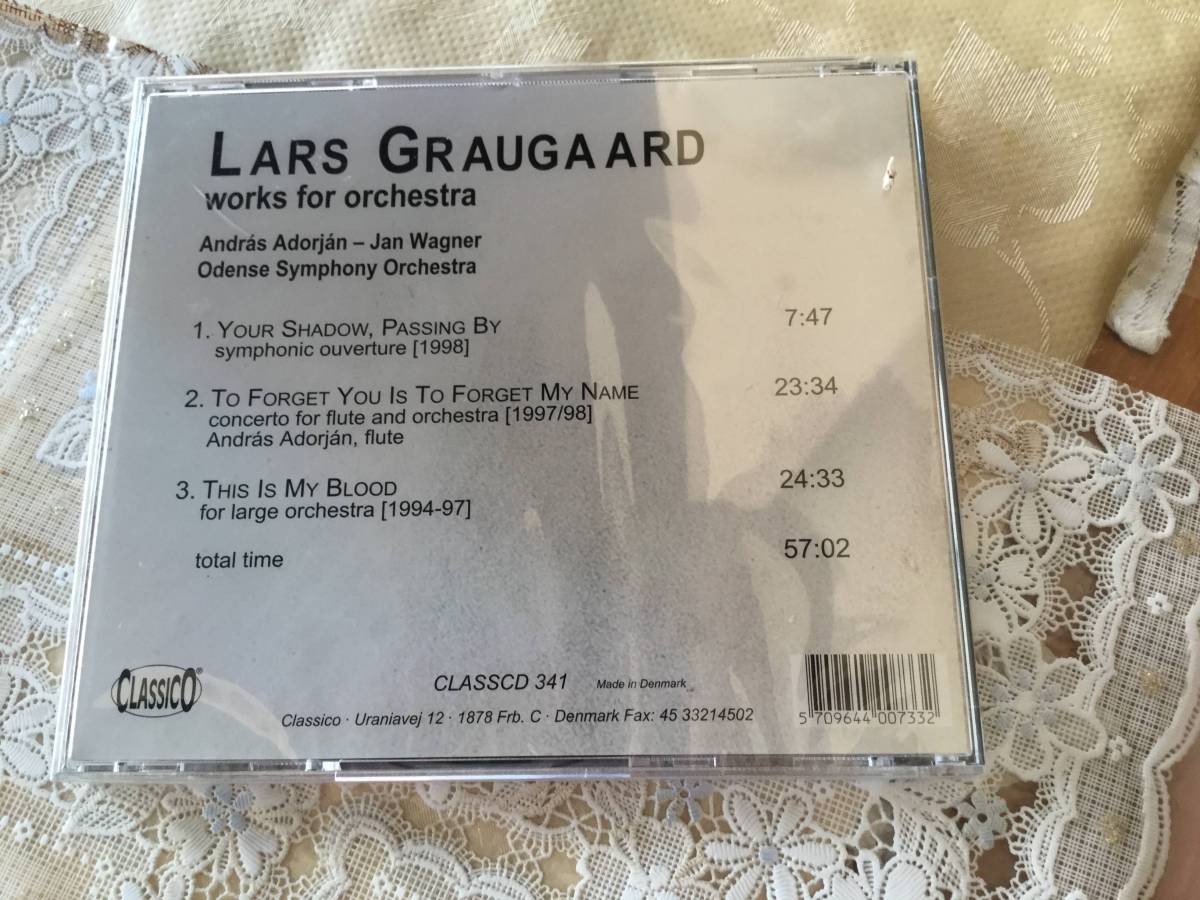 LARS GRAUGAARD
works for orchestra
András Adorján – Jan Wagner
Odense Symphony Orchestra
1. YOUR SHADOW, PASSING BY 7:47
symphonic ouverture [1998]
2. TO FORGET YOU IS TO FORGET MY NAME 23:34
concerto for flute and orchestra [1997/98]
András Adorján, flute
3. THIS IS MY BLOOD 24:33
for large orchestra [1994-97]
total time 57:02
CLASSICO®
CLASSCD 341 Made in Denmark
Classico · Uraniavej 12 · 1878 Frb. C · Denmark Fax: 45 33214502
5 709644 007332